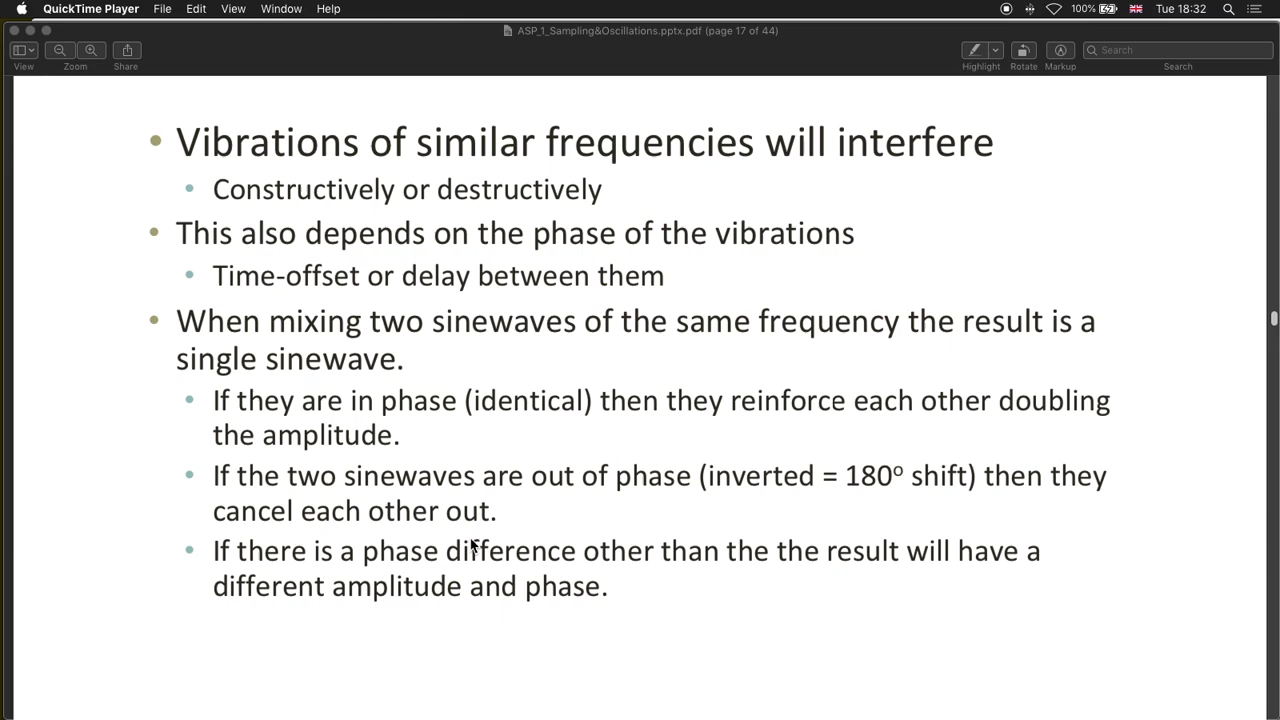 QuickTime Player File Edit View Window Help 100% Tue 18:32
ASP_1_Sampling&Oscillations.pptx.pdf (page 17 of 44)
Search
View Zoom Share Highlight Rotate Markup Search
• Vibrations of similar frequencies will interfere
• Constructively or destructively
• This also depends on the phase of the vibrations
• Time-offset or delay between them
• When mixing two sinewaves of the same frequency the result is a
single sinewave.
• If they are in phase (identical) then they reinforce each other doubling
the amplitude.
• If the two sinewaves are out of phase (inverted = 180º shift) then they
cancel each other out.
• If there is a phase difference other than the the result will have a
different amplitude and phase.